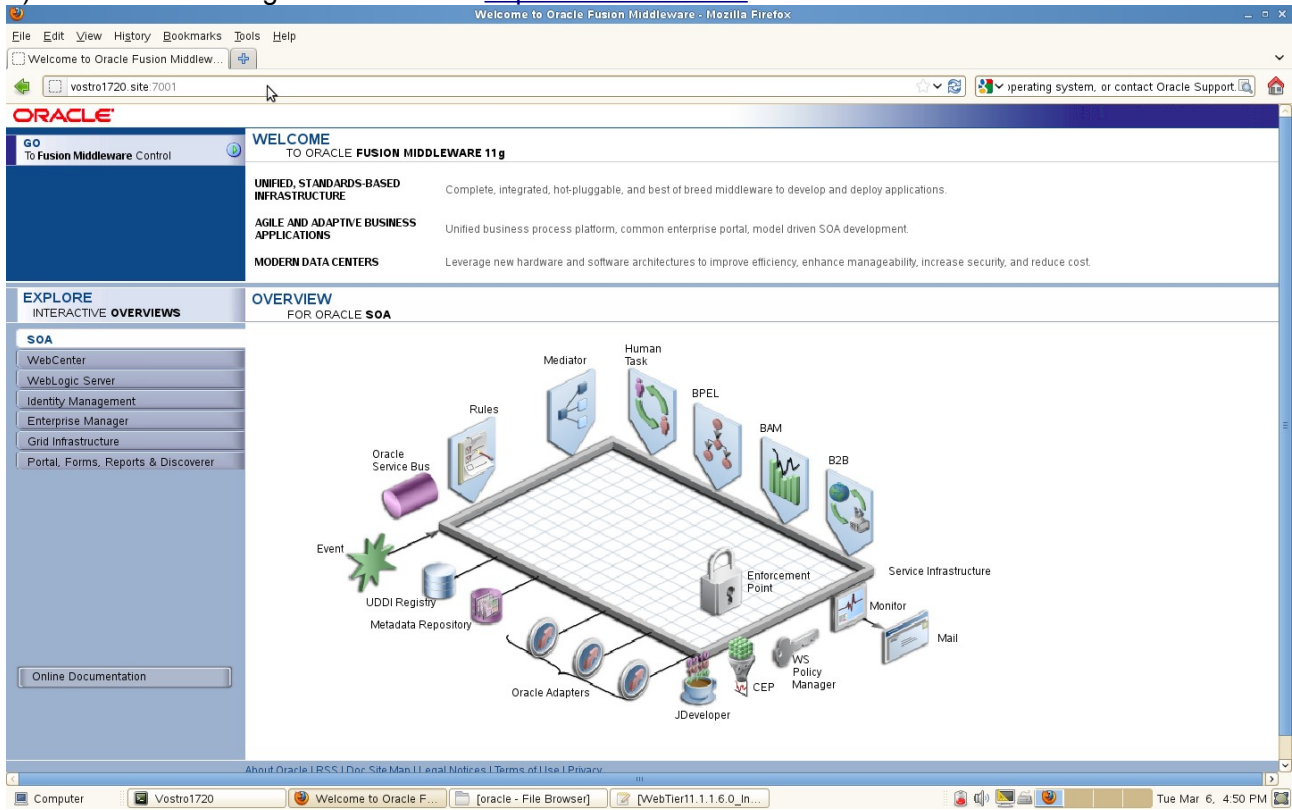 Welcome to Oracle Fusion Middleware - Mozilla Firefox
File Edit View History Bookmarks Tools Help
Welcome to Oracle Fusion Middlew...
vostro1720.site:7001
operating system, or contact Oracle Support.
ORACLE
GO
To Fusion Middleware Control
WELCOME
TO ORACLE FUSION MIDDLEWARE 11g
UNIFIED, STANDARDS-BASED
INFRASTRUCTURE
Complete, integrated, hot-pluggable, and best of breed middleware to develop and deploy applications.
AGILE AND ADAPTIVE BUSINESS
APPLICATIONS
Unified business process platform, common enterprise portal, model driven SOA development.
MODERN DATA CENTERS
Leverage new hardware and software architectures to improve efficiency, enhance manageability, increase security, and reduce cost.
EXPLORE
INTERACTIVE OVERVIEWS
SOA
WebCenter
WebLogic Server
Identity Management
Enterprise Manager
Grid Infrastructure
Portal, Forms, Reports & Discoverer
Online Documentation
OVERVIEW
FOR ORACLE SOA
Human
Task
Mediator
BPEL
Rules
BAM
Oracle
Service Bus
B2B
Event
Enforcement
Point
Service Infrastructure
UDDI Registry
Monitor
Metadata Repository
Mail
WS
Policy
Manager
CEP
Oracle Adapters
JDeveloper
About Oracle | RSS | Doc Site Map | Legal Notices | Terms of Use | Privacy
Computer
Vostro1720
Welcome to Oracle F...
[oracle - File Browser]
[WebTier11.1.1.6.0_In...
Tue Mar 6, 4:50 PM